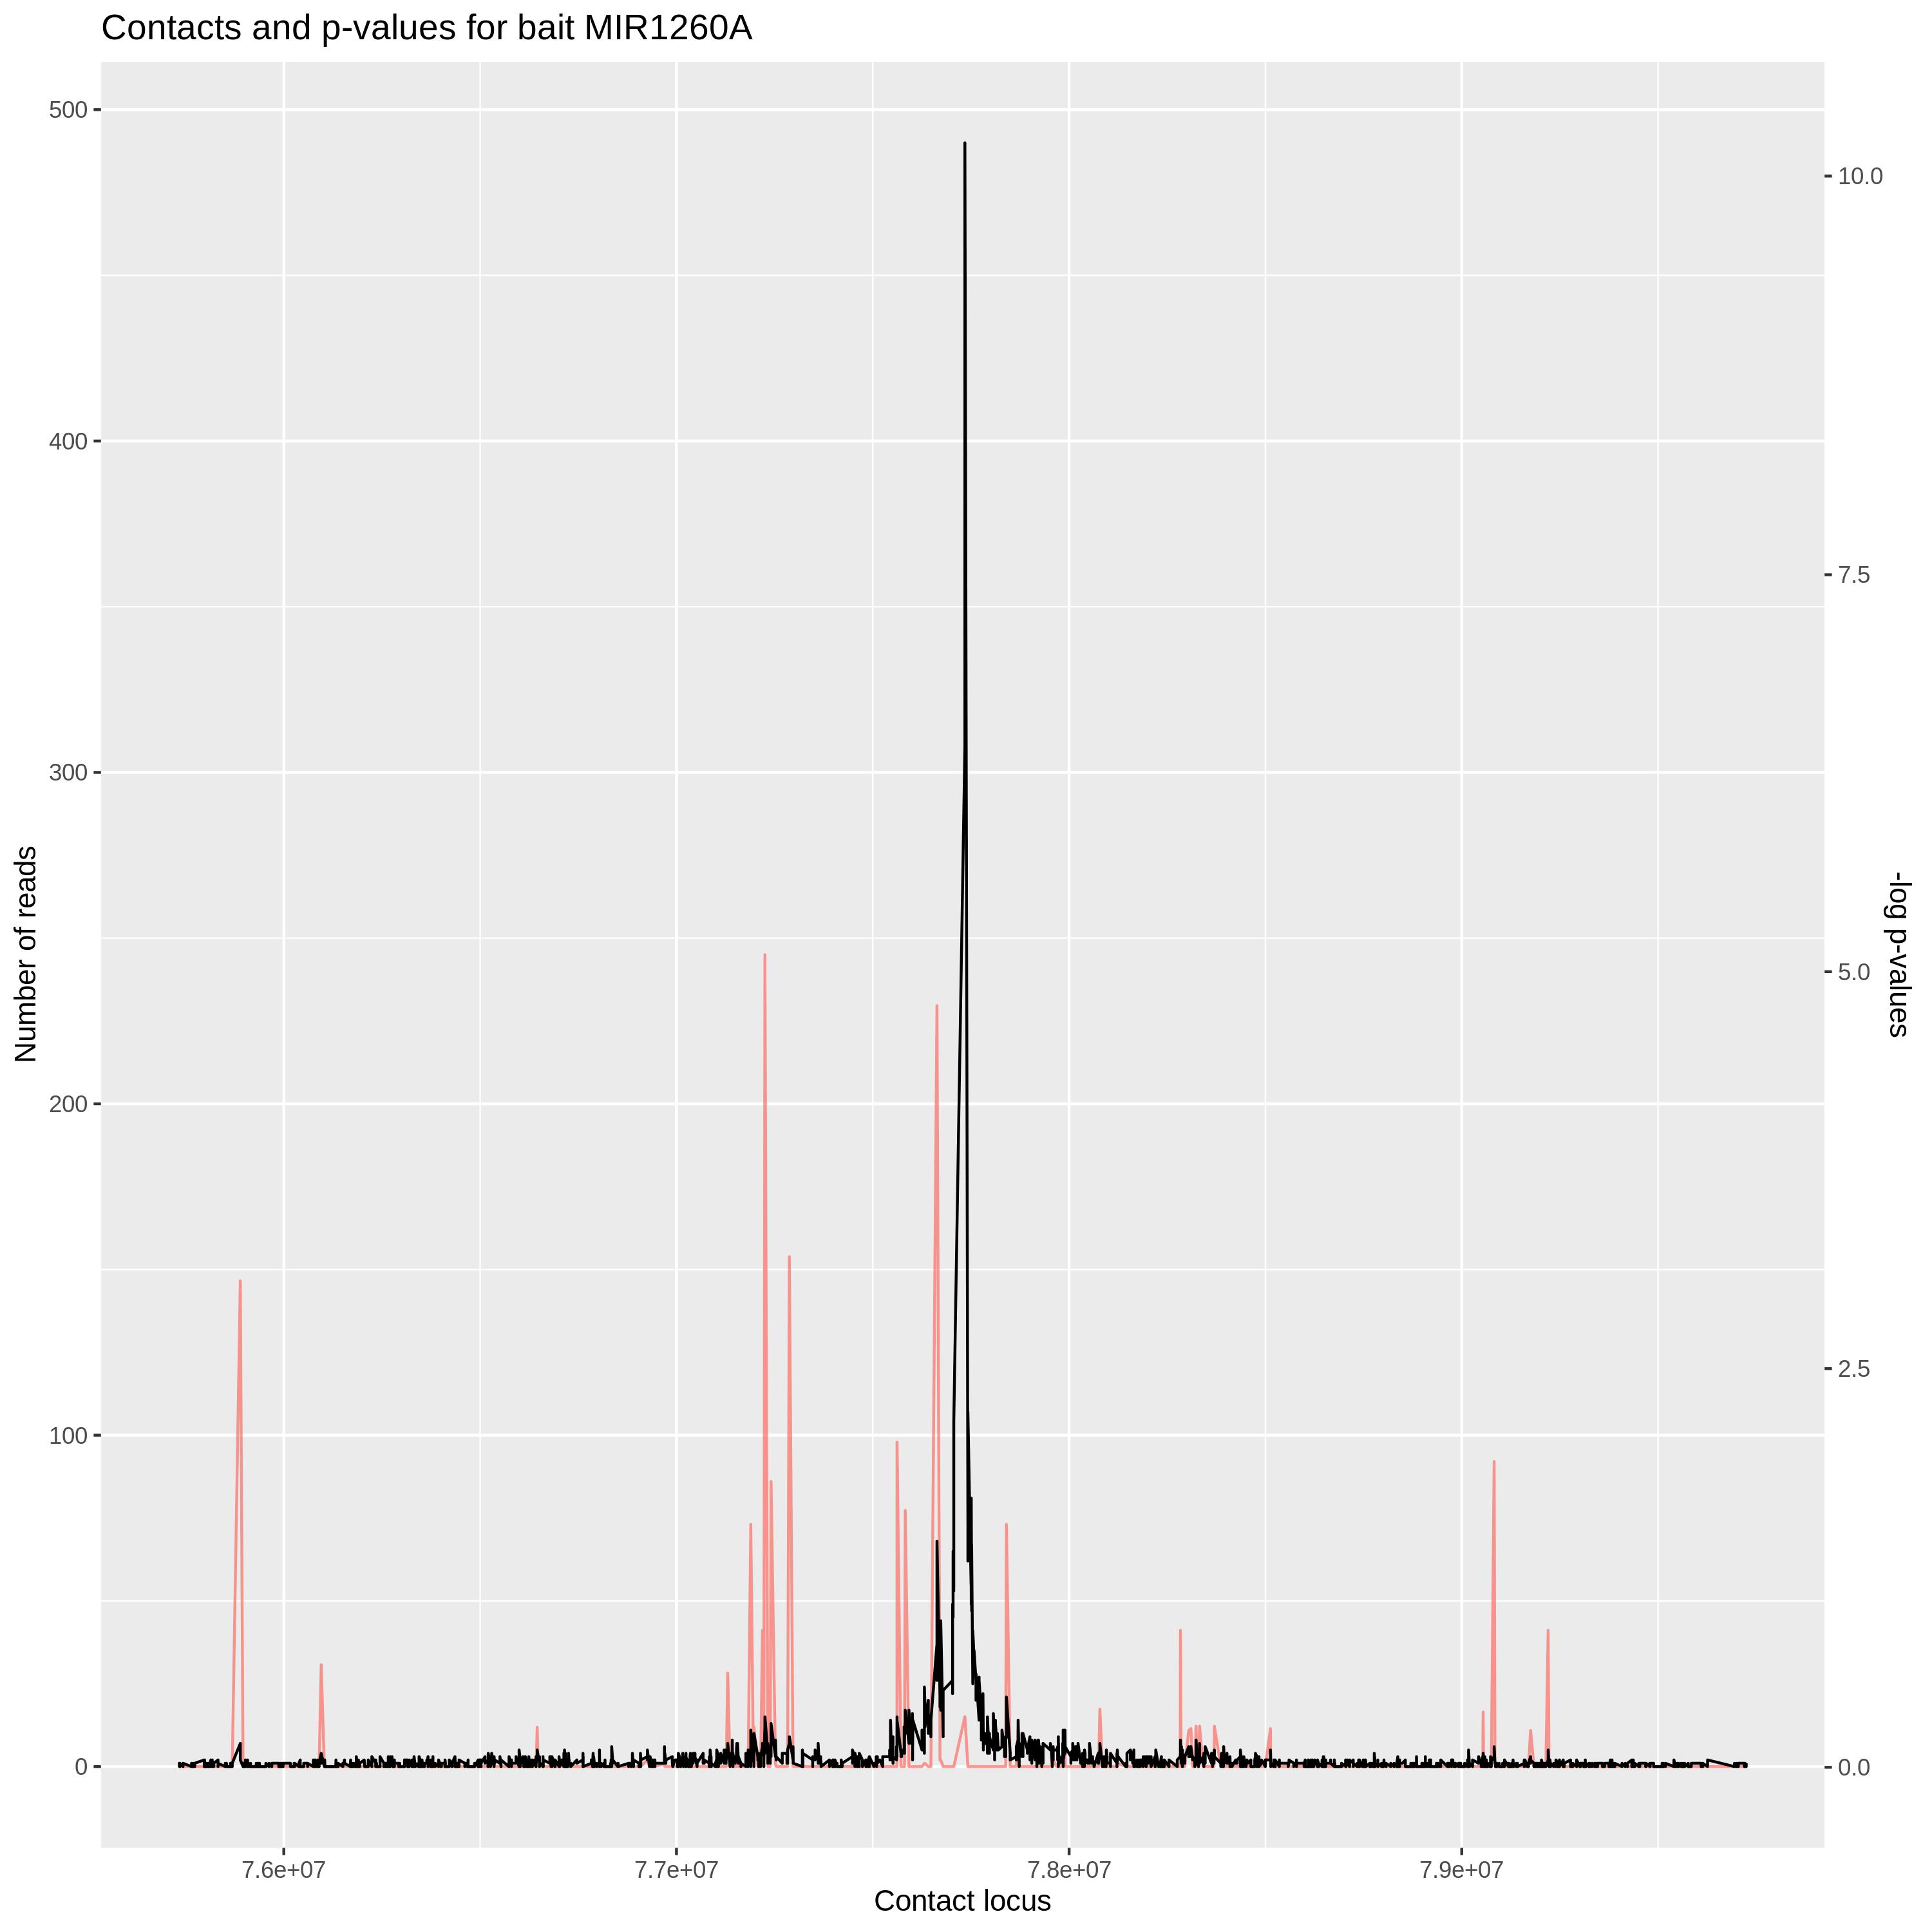 Contacts and p-values for bait MIR1260A
500
400
300
200
100
0
Number of reads
10.0
7.5
5.0
2.5
0.0
-log p-values
7.6e+07 7.7e+07 7.8e+07 7.9e+07
Contact locus